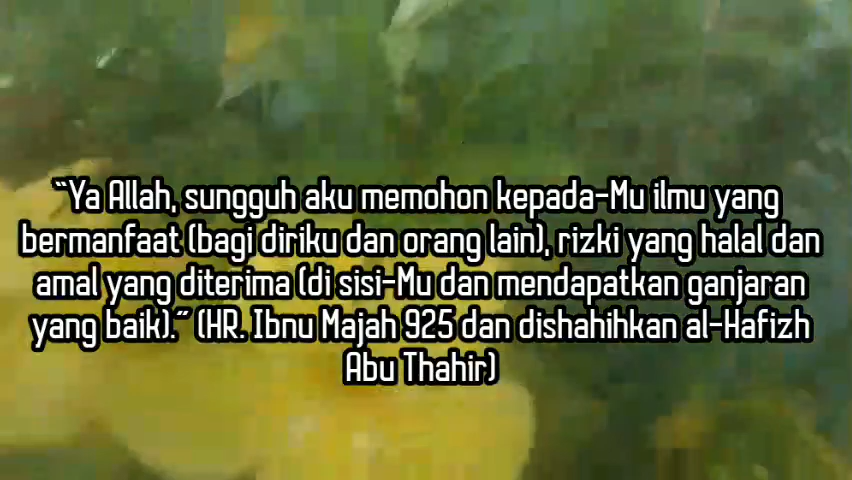 “Ya Allah, sungguh aku memohon kepada-Mu ilmu yang
bermanfaat (bagi diriku dan orang lain), rizki yang halal dan
amal yang diterima (di sisi-Mu dan mendapatkan ganjaran
yang baik).” (HR. Ibnu Majah 925 dan dishahihkan al-Hafizh
Abu Thahir)